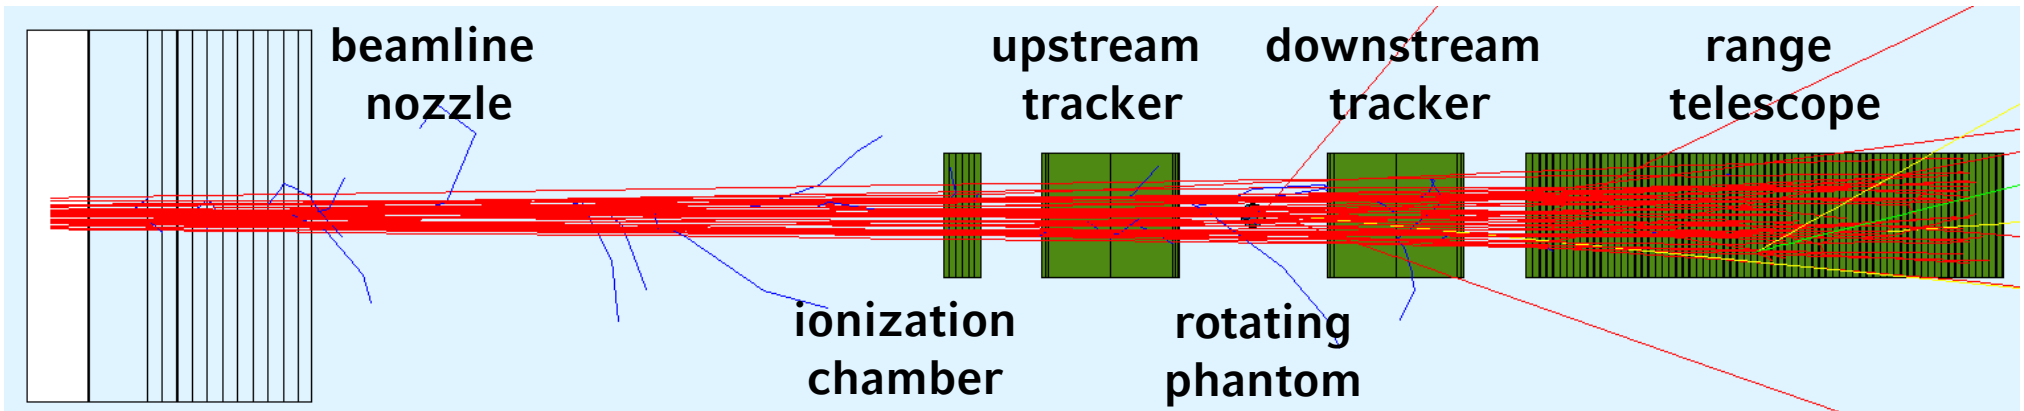 beamline
nozzle
ionization
chamber
upstream
tracker
rotating
phantom
downstream
tracker
range
telescope